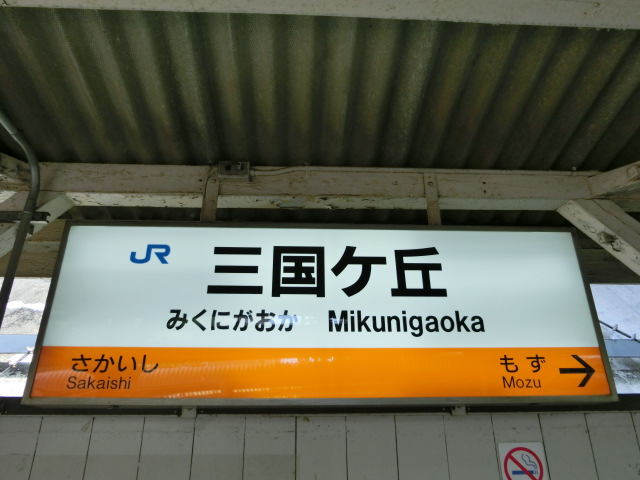 JR 三国ケ丘
みくにがおか Mikunigaoka
さかいし もず →
Sakaishi Mozu